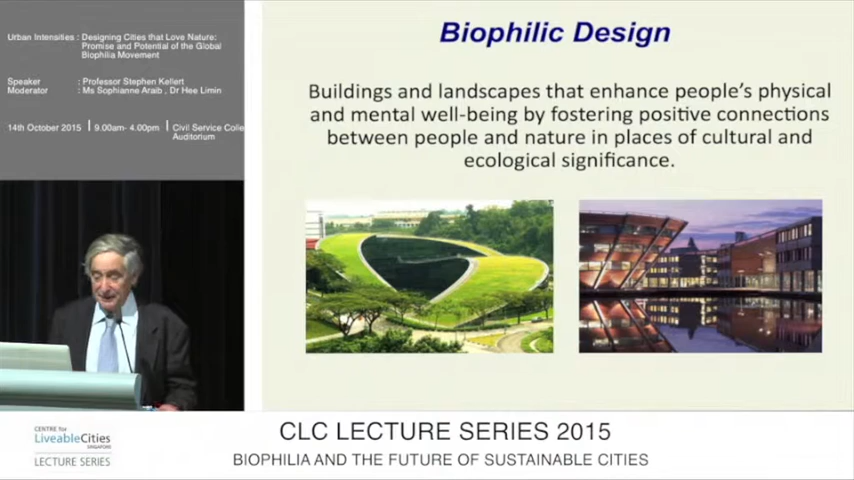 Urban Intensities : Designing Cities that Love Nature:
Promise and Potential of the Global
Biophilia Movement
Speaker : Professor Stephen Kellert
Moderator : Ms Sophianne Araib , Dr Hee Limin
14th October 2015 | 9.00am- 4.00pm | Civil Service Colle
Auditorium
Biophilic Design
Buildings and landscapes that enhance people's physical
and mental well-being by fostering positive connections
between people and nature in places of cultural and
ecological significance.
CENTRE for
LiveableCities
SINGAPORE
LECTURE SERIES
CLC LECTURE SERIES 2015
BIOPHILIA AND THE FUTURE OF SUSTAINABLE CITIES